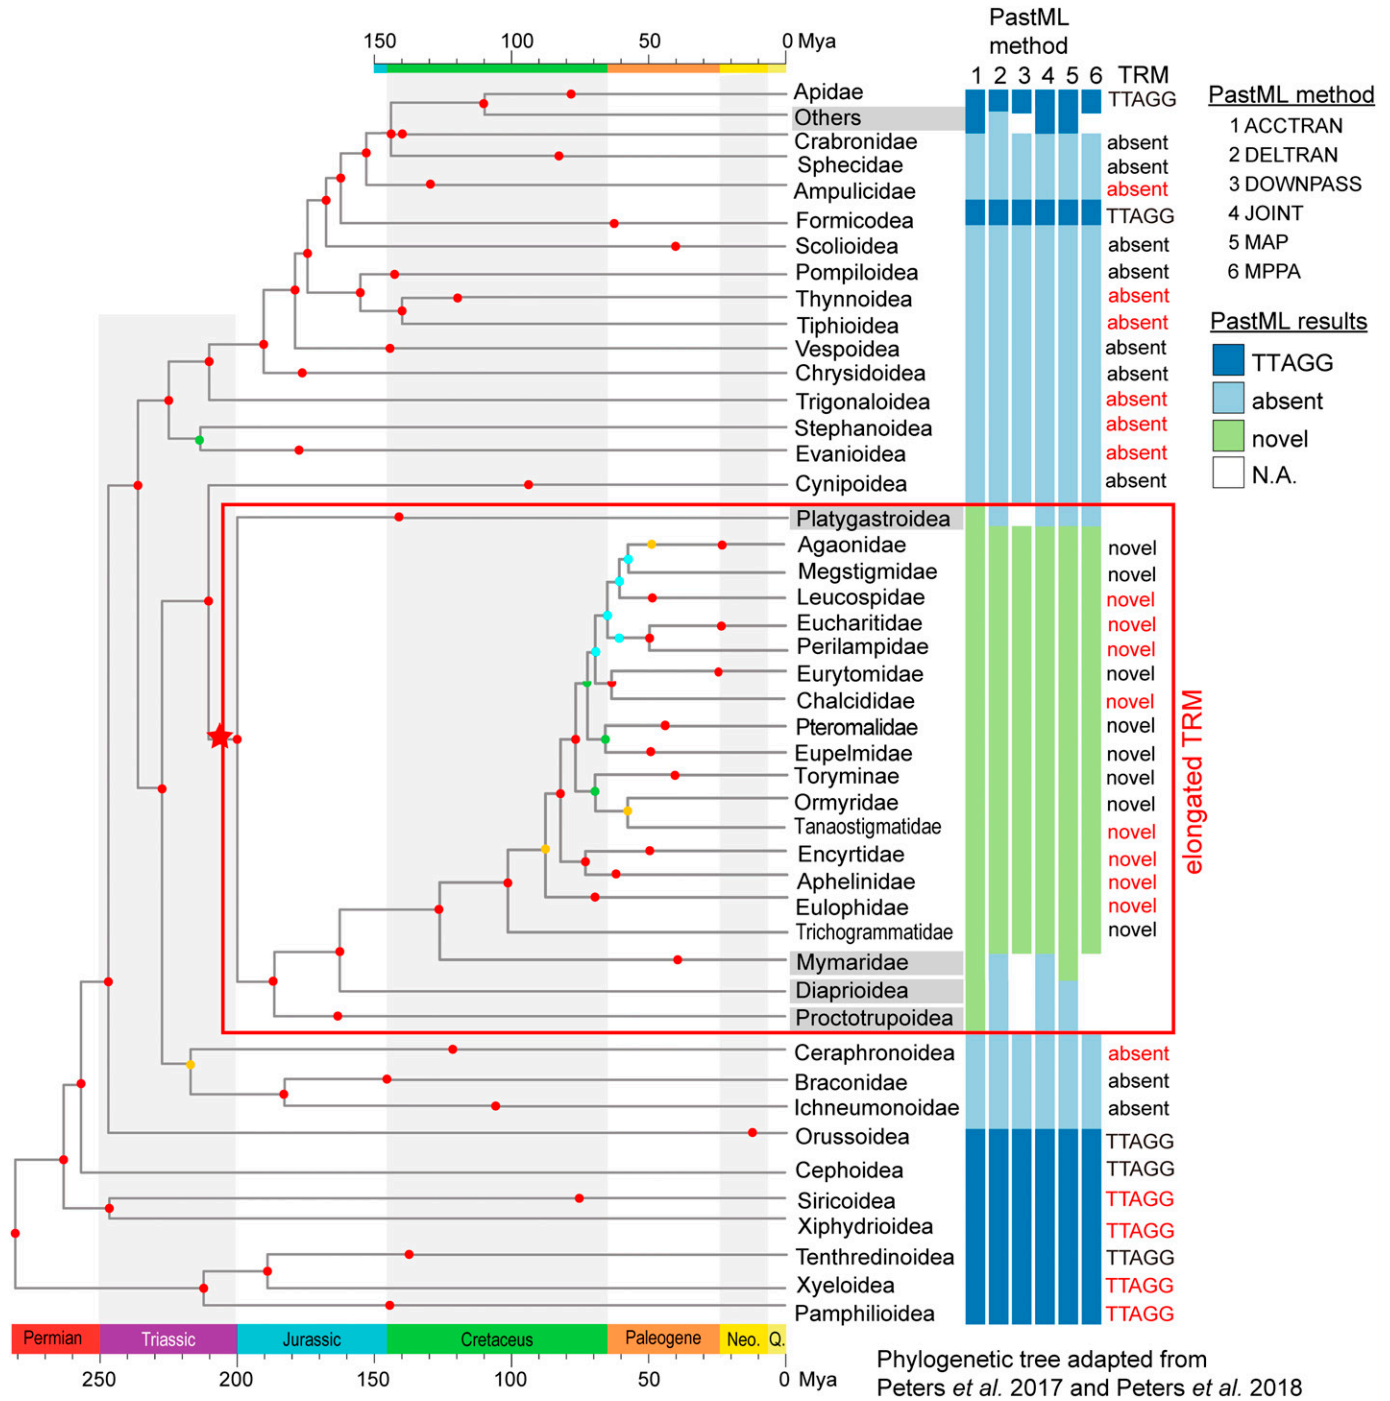 PastML
method
150 100 50 0 Mya
1 2 3 4 5 6 TRM
Apidae TTAGG
Others
Crabronidae absent
Sphecidae absent
Ampulicidae absent
Formicodea TTAGG
Scolioidea absent
Pompiloidea absent
Thynnoidea absent
Tiphioidea absent
Vespoidea absent
Chrysidoidea absent
Trigonaloidea absent
Stephanoidea absent
Evanioidea absent
Cynipoidea absent
Platygastroidea
Agaonidae novel
Megstigmidae novel
Leucospidae novel
Eucharitidae novel
Perilampidae novel
Eurytomidae novel
Chalcididae novel
Pteromalidae novel
Eupelmidae novel
Toryminae novel
Ormyridae novel
Tanaostigmatidae novel
Encyrtidae novel
Aphelinidae novel
Eulophidae novel
Trichogrammatidae novel
Mymaridae
Diaprioidea
Proctotrupoidea
Ceraphronoidea absent
Braconidae absent
Ichneumonoidae absent
Orussoidea TTAGG
Cephoidea TTAGG
Siricoidea TTAGG
Xiphydrioidea TTAGG
Tenthredinoidea TTAGG
Xyeloidea TTAGG
Pamphilioidea TTAGG
elongated TRM
PastML method
1 ACCTRAN
2 DELTRAN
3 DOWNPASS
4 JOINT
5 MAP
6 MPPA
PastML results
TTAGG
absent
novel
N.A.
Permian Triassic Jurassic Cretaceus Paleogene Neo. Q.
250 200 150 100 50 0 Mya
Phylogenetic tree adapted from
Peters et al. 2017 and Peters et al. 2018